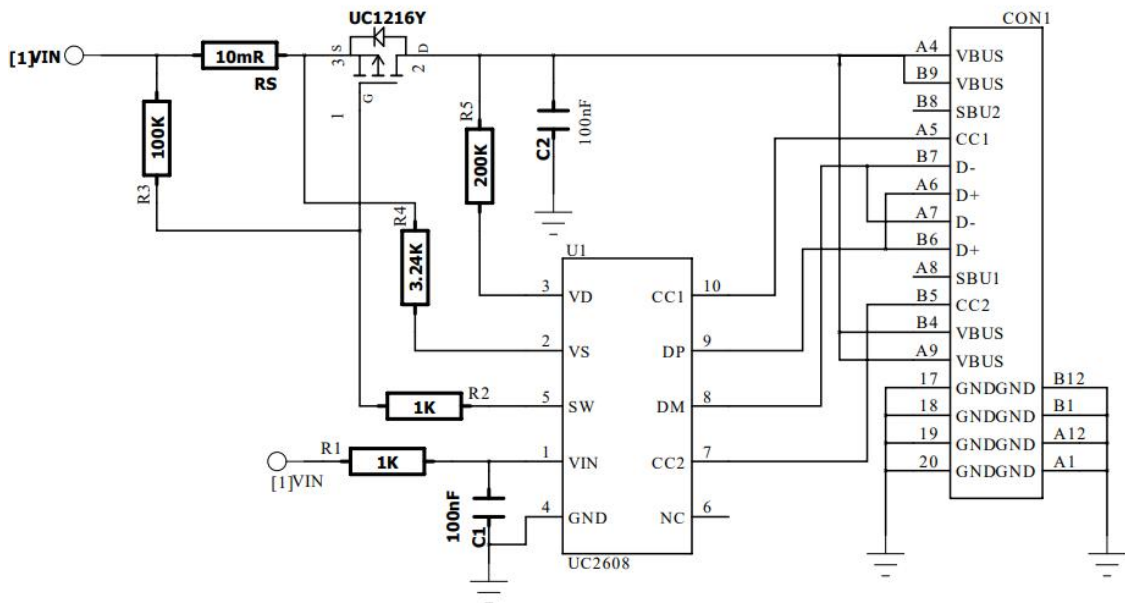 UC1216Y
CON1
[1]VIN
10mR
RS
3
S
D
2
G
1
100K
R3
R4
3.24K
R5
200K
100nF
C2
A4 VBUS
B9 VBUS
B8 SBU2
A5 CC1
B7 D-
A6 D+
A7 D-
B6 D+
A8 SBU1
B5 CC2
B4 VBUS
A9 VBUS
17 GNDGND B12
18 GNDGND B1
19 GNDGND A12
20 GNDGND A1
U1
3 VD CC1 10
2 VS DP 9
1K R2 5 SW DM 8
R1 1K 1 VIN CC2 7
[1]VIN
100nF
C1
4 GND NC 6
UC2608